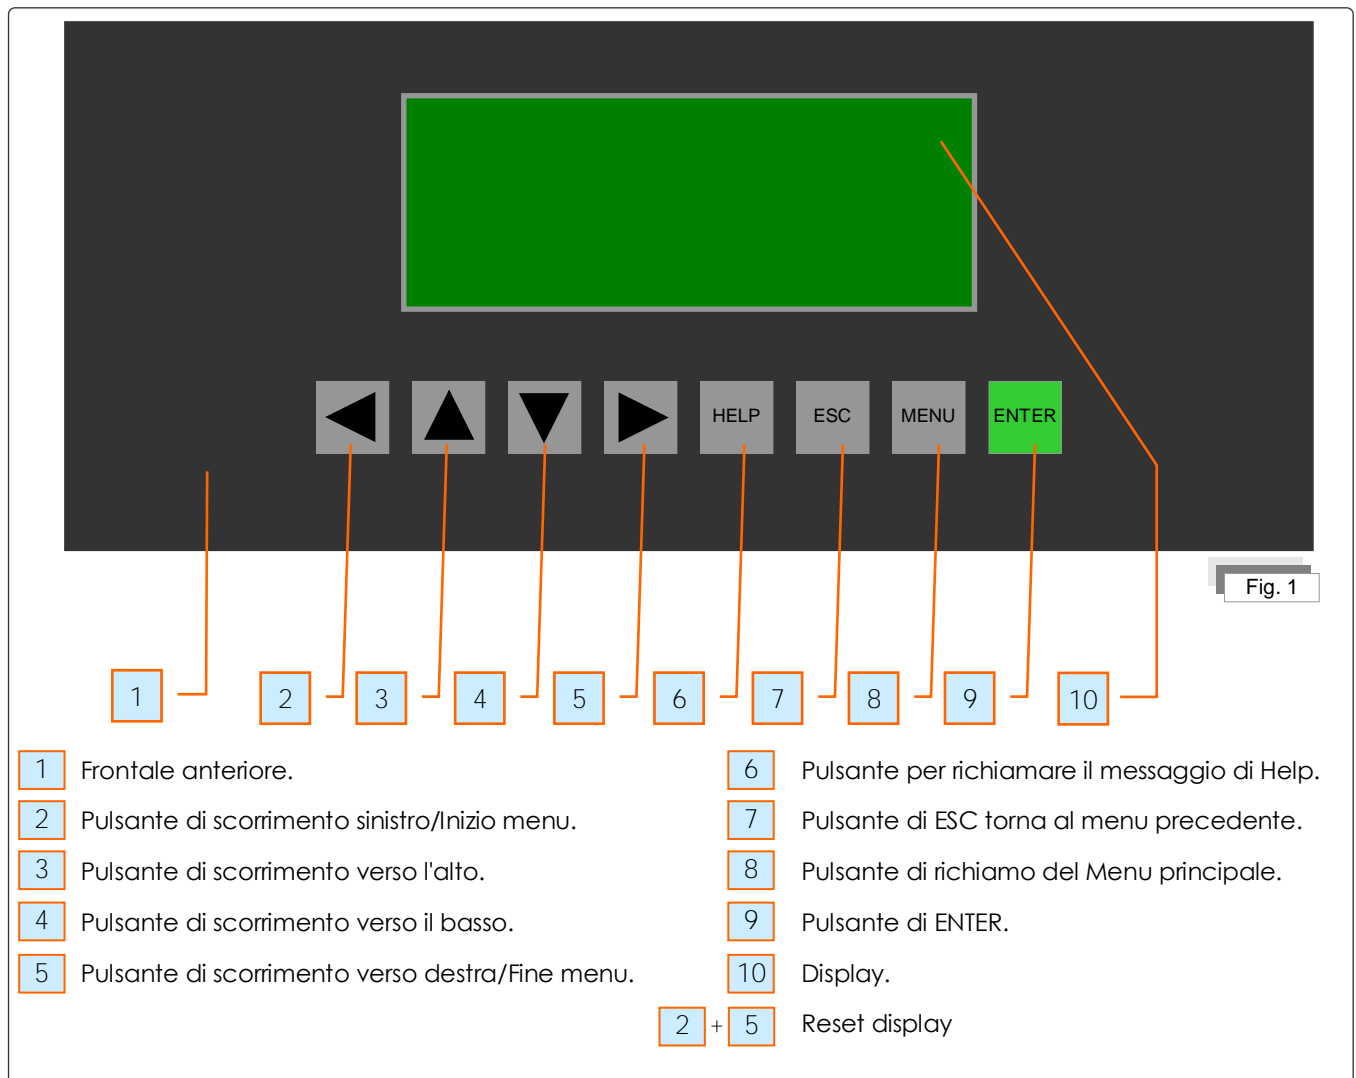 HELP ESC MENU ENTER
Fig. 1
1 2 3 4 5 6 7 8 9 10
1 Frontale anteriore.
2 Pulsante di scorrimento sinistro/Inizio menu.
3 Pulsante di scorrimento verso l'alto.
4 Pulsante di scorrimento verso il basso.
5 Pulsante di scorrimento verso destra/Fine menu.
6 Pulsante per richiamare il messaggio di Help.
7 Pulsante di ESC torna al menu precedente.
8 Pulsante di richiamo del Menu principale.
9 Pulsante di ENTER.
10 Display.
2 + 5 Reset display